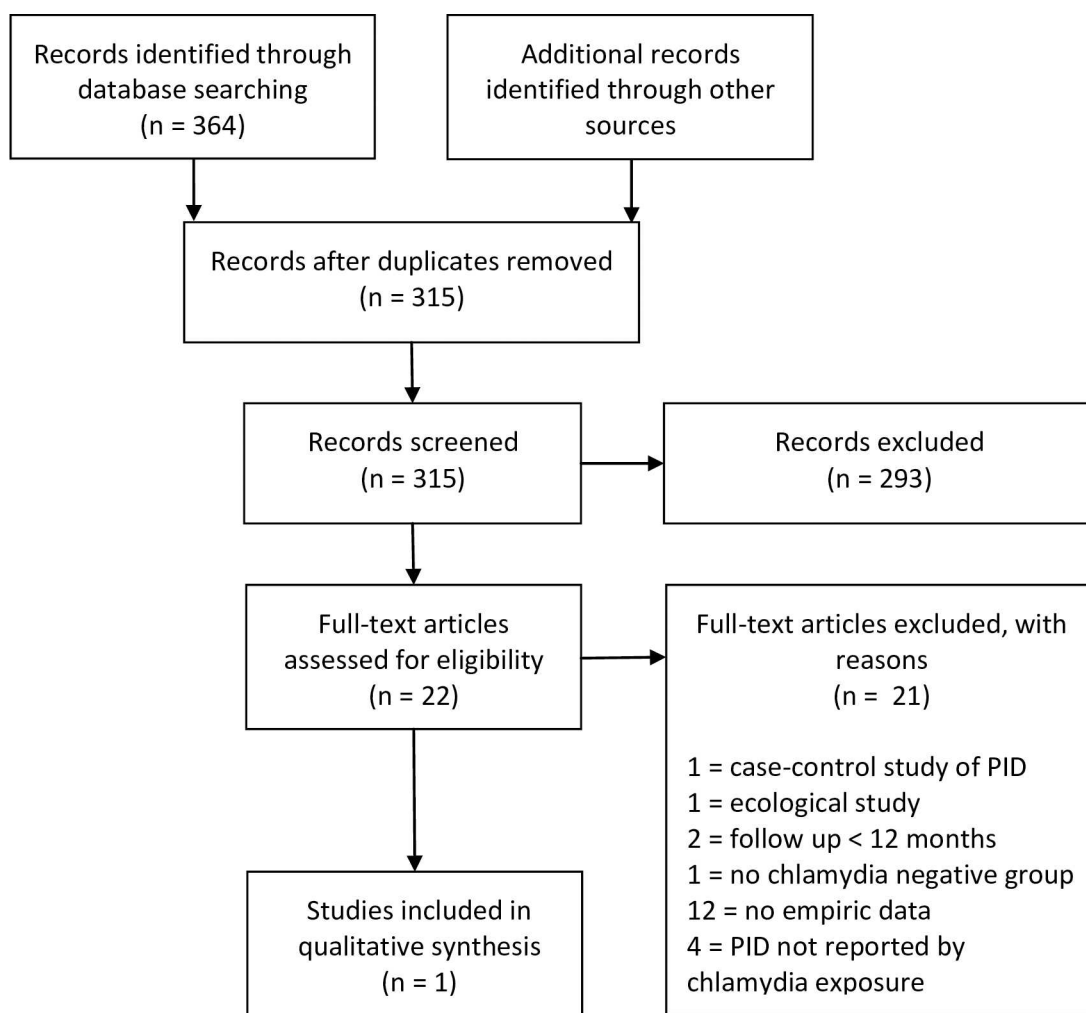 Records identified through
database searching
(n = 364)
Additional records
identified through other
sources
Records after duplicates removed
(n = 315)
Records screened
(n = 315)
Records excluded
(n = 293)
Full-text articles
assessed for eligibility
(n = 22)
Full-text articles excluded, with
reasons
(n =  21)
1 = case-control study of PID
1 = ecological study
2 = follow up < 12 months
1 = no chlamydia negative group
12 = no empiric data
4 = PID not reported by
chlamydia exposure
Studies included in
qualitative synthesis
(n = 1)